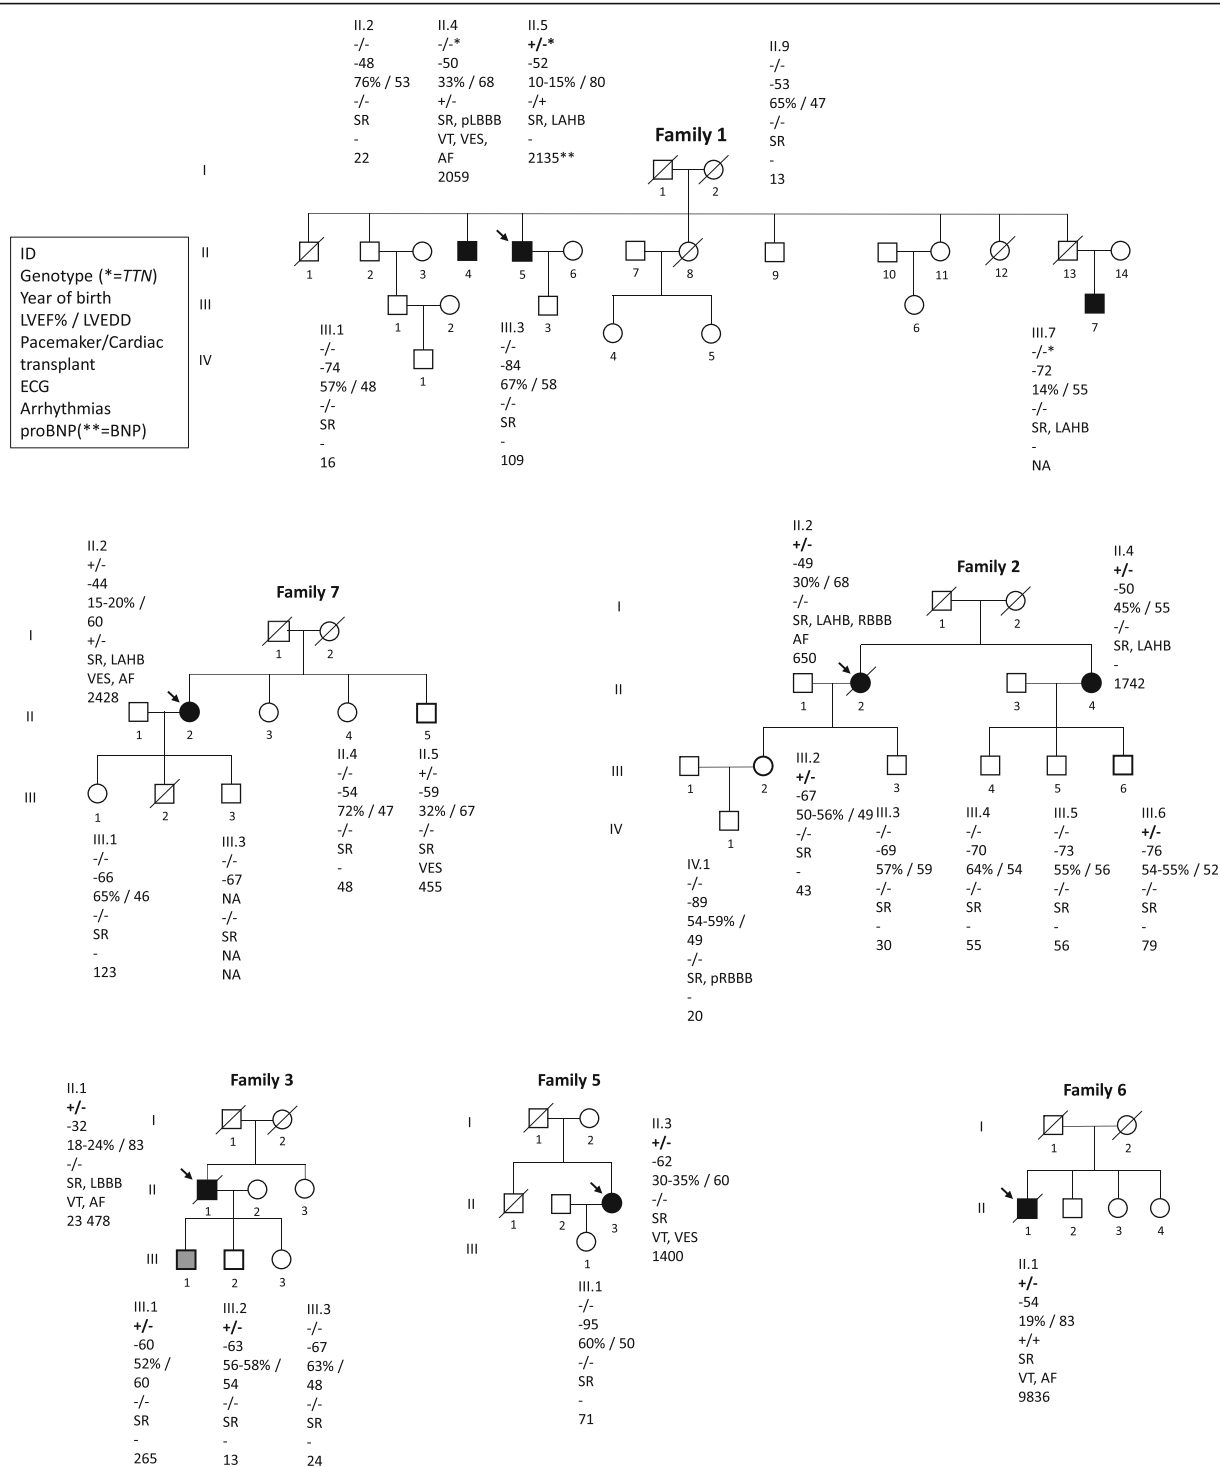 II.2
-/-
-48
76% / 53
-/-
SR
-
22
II.4
-/-*
-50
33% / 68
+/-
SR, pLBBB
VT, VES,
AF
2059
II.5
+/-*
-52
10-15% / 80
-/+
SR, LAHB
-
2135**
II.9
-/-
-53
65% / 47
-/-
SR
-
13
Family 1
I
1
2
II
1
2
3
4
5
6
7
8
9
10
11
12
13
14
III
1
2
3
4
5
6
7
IV
1
ID
Genotype (*=TTN)
Year of birth
LVEF% / LVEDD
Pacemaker/Cardiac
transplant
ECG
Arrhythmias
proBNP(**=BNP)
III.1
-/-
-74
57% / 48
-/-
SR
-
16
III.3
-/-
-84
67% / 58
-/-
SR
-
109
III.7
-/-*
-72
14% / 55
-/-
SR, LAHB
-
NA
II.2
+/-
-44
15-20% /
60
+/-
SR, LAHB
VES, AF
2428
Family 7
I
1
2
II
1
2
3
4
5
III
1
2
3
II.4
-/-
-54
72% / 47
-/-
SR
-
48
II.5
+/-
-59
32% / 67
-/-
SR
VES
455
III.1
-/-
-66
65% / 46
-/-
SR
-
123
III.3
-/-
-67
NA
-/-
SR
NA
NA
II.2
+/-
-49
30% / 68
-/-
SR, LAHB, RBBB
AF
650
Family 2
II.4
+/-
-50
45% / 55
-/-
SR, LAHB
-
1742
I
1
2
II
1
2
3
4
III
1
2
3
4
5
6
IV
1
III.2
+/-
-67
50-56% / 49
-/-
SR
-
43
III.3
-/-
-69
57% / 59
-/-
SR
-
30
III.4
-/-
-70
64% / 54
-/-
SR
-
55
III.5
-/-
-73
55% / 56
-/-
SR
-
56
III.6
+/-
-76
54-55% / 52
-/-
SR
-
79
IV.1
-/-
-89
54-59% /
49
-/-
SR, pRBBB
-
20
II.1
+/-
-32
18-24% / 83
-/-
SR, LBBB
VT, AF
23 478
Family 3
I
1
2
II
1
2
3
III
1
2
3
III.1
+/-
-60
52% /
60
-/-
SR
-
265
III.2
+/-
-63
56-58% /
54
-/-
SR
-
13
III.3
-/-
-67
63% /
48
-/-
SR
-
24
Family 5
I
1
2
II
1
2
3
III
1
II.3
+/-
-62
30-35% / 60
-/-
SR
VT, VES
1400
III.1
-/-
-95
60% / 50
-/-
SR
-
71
Family 6
I
1
2
II
1
2
3
4
II.1
+/-
-54
19% / 83
+/+
SR
VT, AF
9836